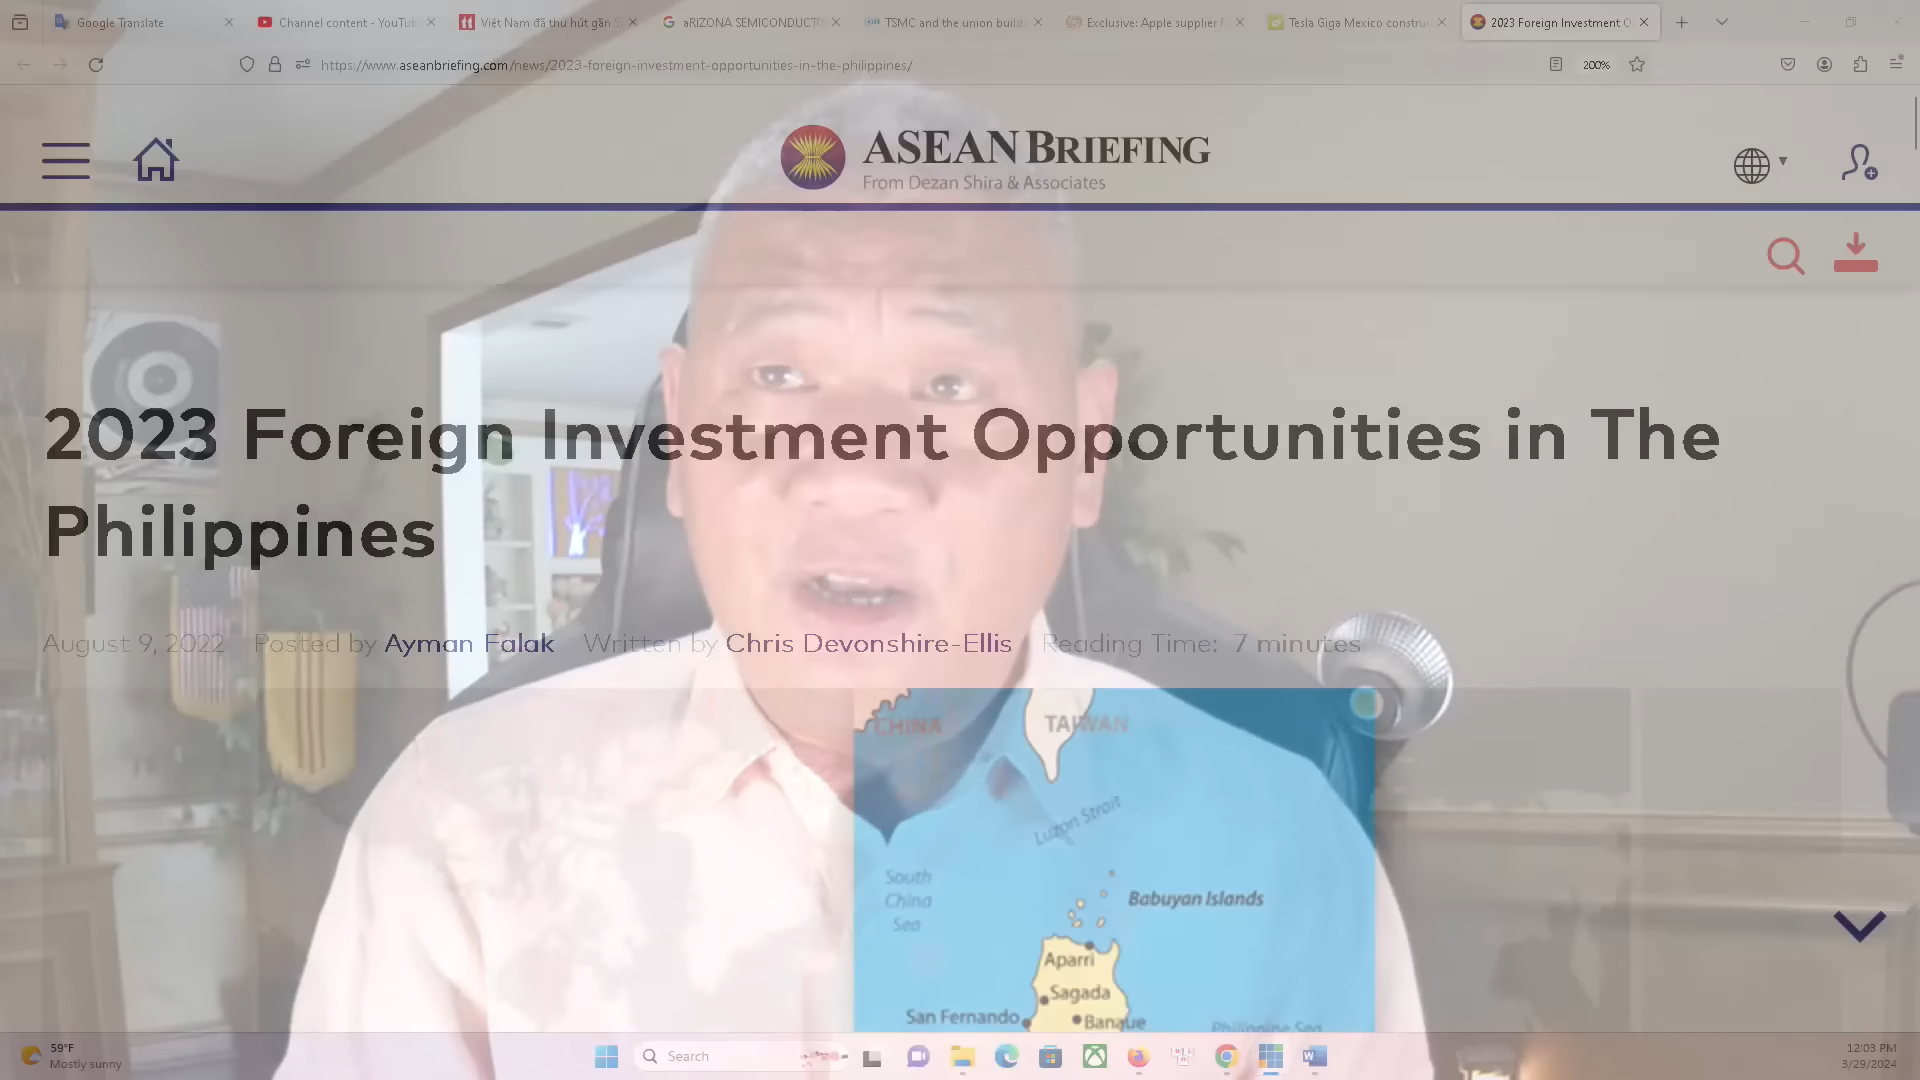 Google Translate
Channel content - YouTub
Việt Nam đã thu hút gần 5
aRIZONA SEMICONDUCTO
TSMC and the union build
Exclusive: Apple supplier F
Tesla Giga Mexico constru
2023 Foreign Investment O
https://www.aseanbriefing.com/news/2023-foreign-investment-opportunities-in-the-philippines/
200%
ASEAN BRIEFING
From Dezan Shira & Associates
2023 Foreign Investment Opportunities in The
Philippines
August 9, 2022 Posted by Ayman Falak Written by Chris Devonshire-Ellis Reading Time: 7 minutes
CHINA
TAIWAN
Luzon Strait
South
China
Sea
Babuyan Islands
Aparri
Sagada
San Fernando
Banaue
Philippine Sea
59°F
Mostly sunny
Search
12:03 PM
3/29/2024